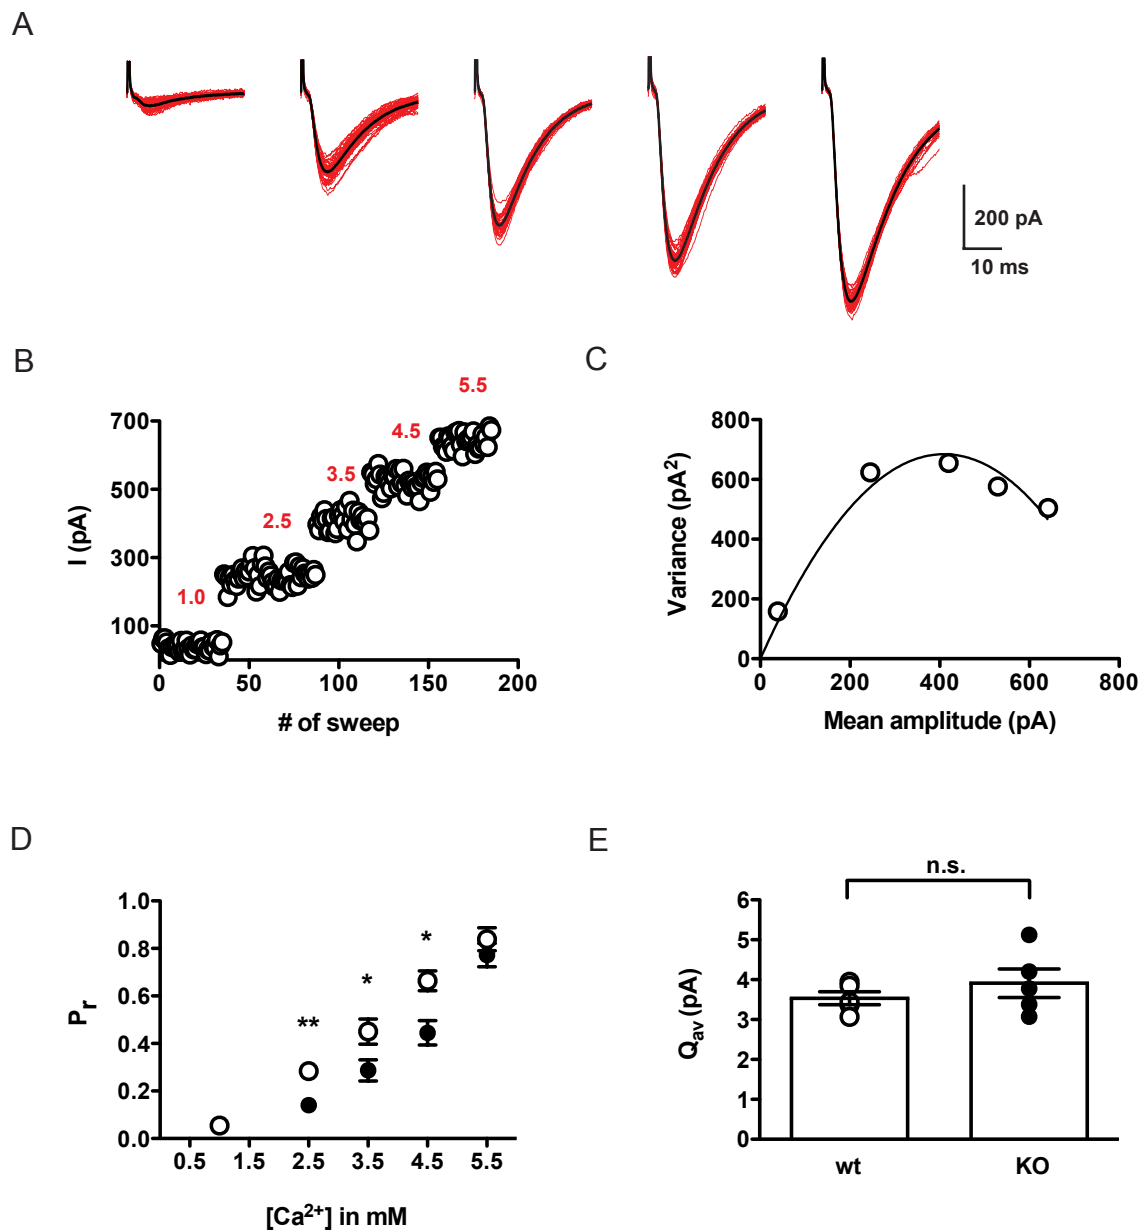 A
200 pA
10 ms
B
C
700
500
300
100
I (pA)
1.0
2.5
3.5
4.5
5.5
0
50
100
150
200
# of sweep
800
600
400
200
0
Variance (pA²)
0
200
400
600
800
Mean amplitude (pA)
D
E
1.0
0.8
0.6
0.4
0.2
0.0
Pr
**
*
*
0.5
1.5
2.5
3.5
4.5
5.5
[Ca²⁺] in mM
n.s.
6
5
4
3
2
1
0
Qav (pA)
wt
KO